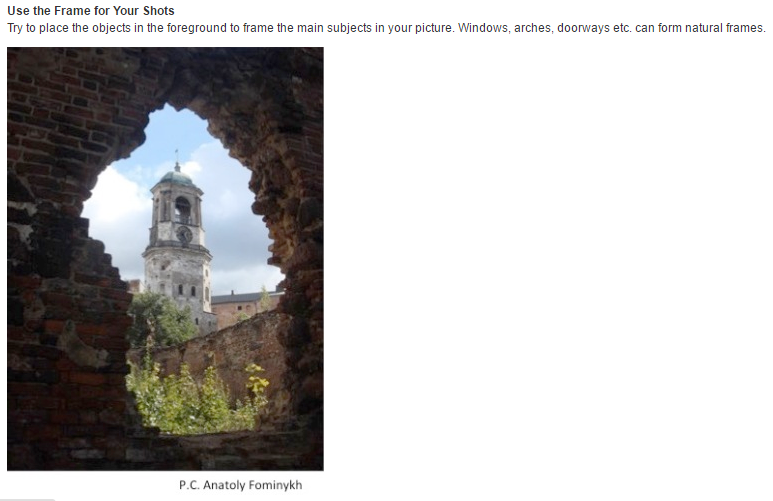 Use the Frame for Your Shots
Try to place the objects in the foreground to frame the main subjects in your picture. Windows, arches, doorways etc. can form natural frames.
P.C. Anatoly Fominykh